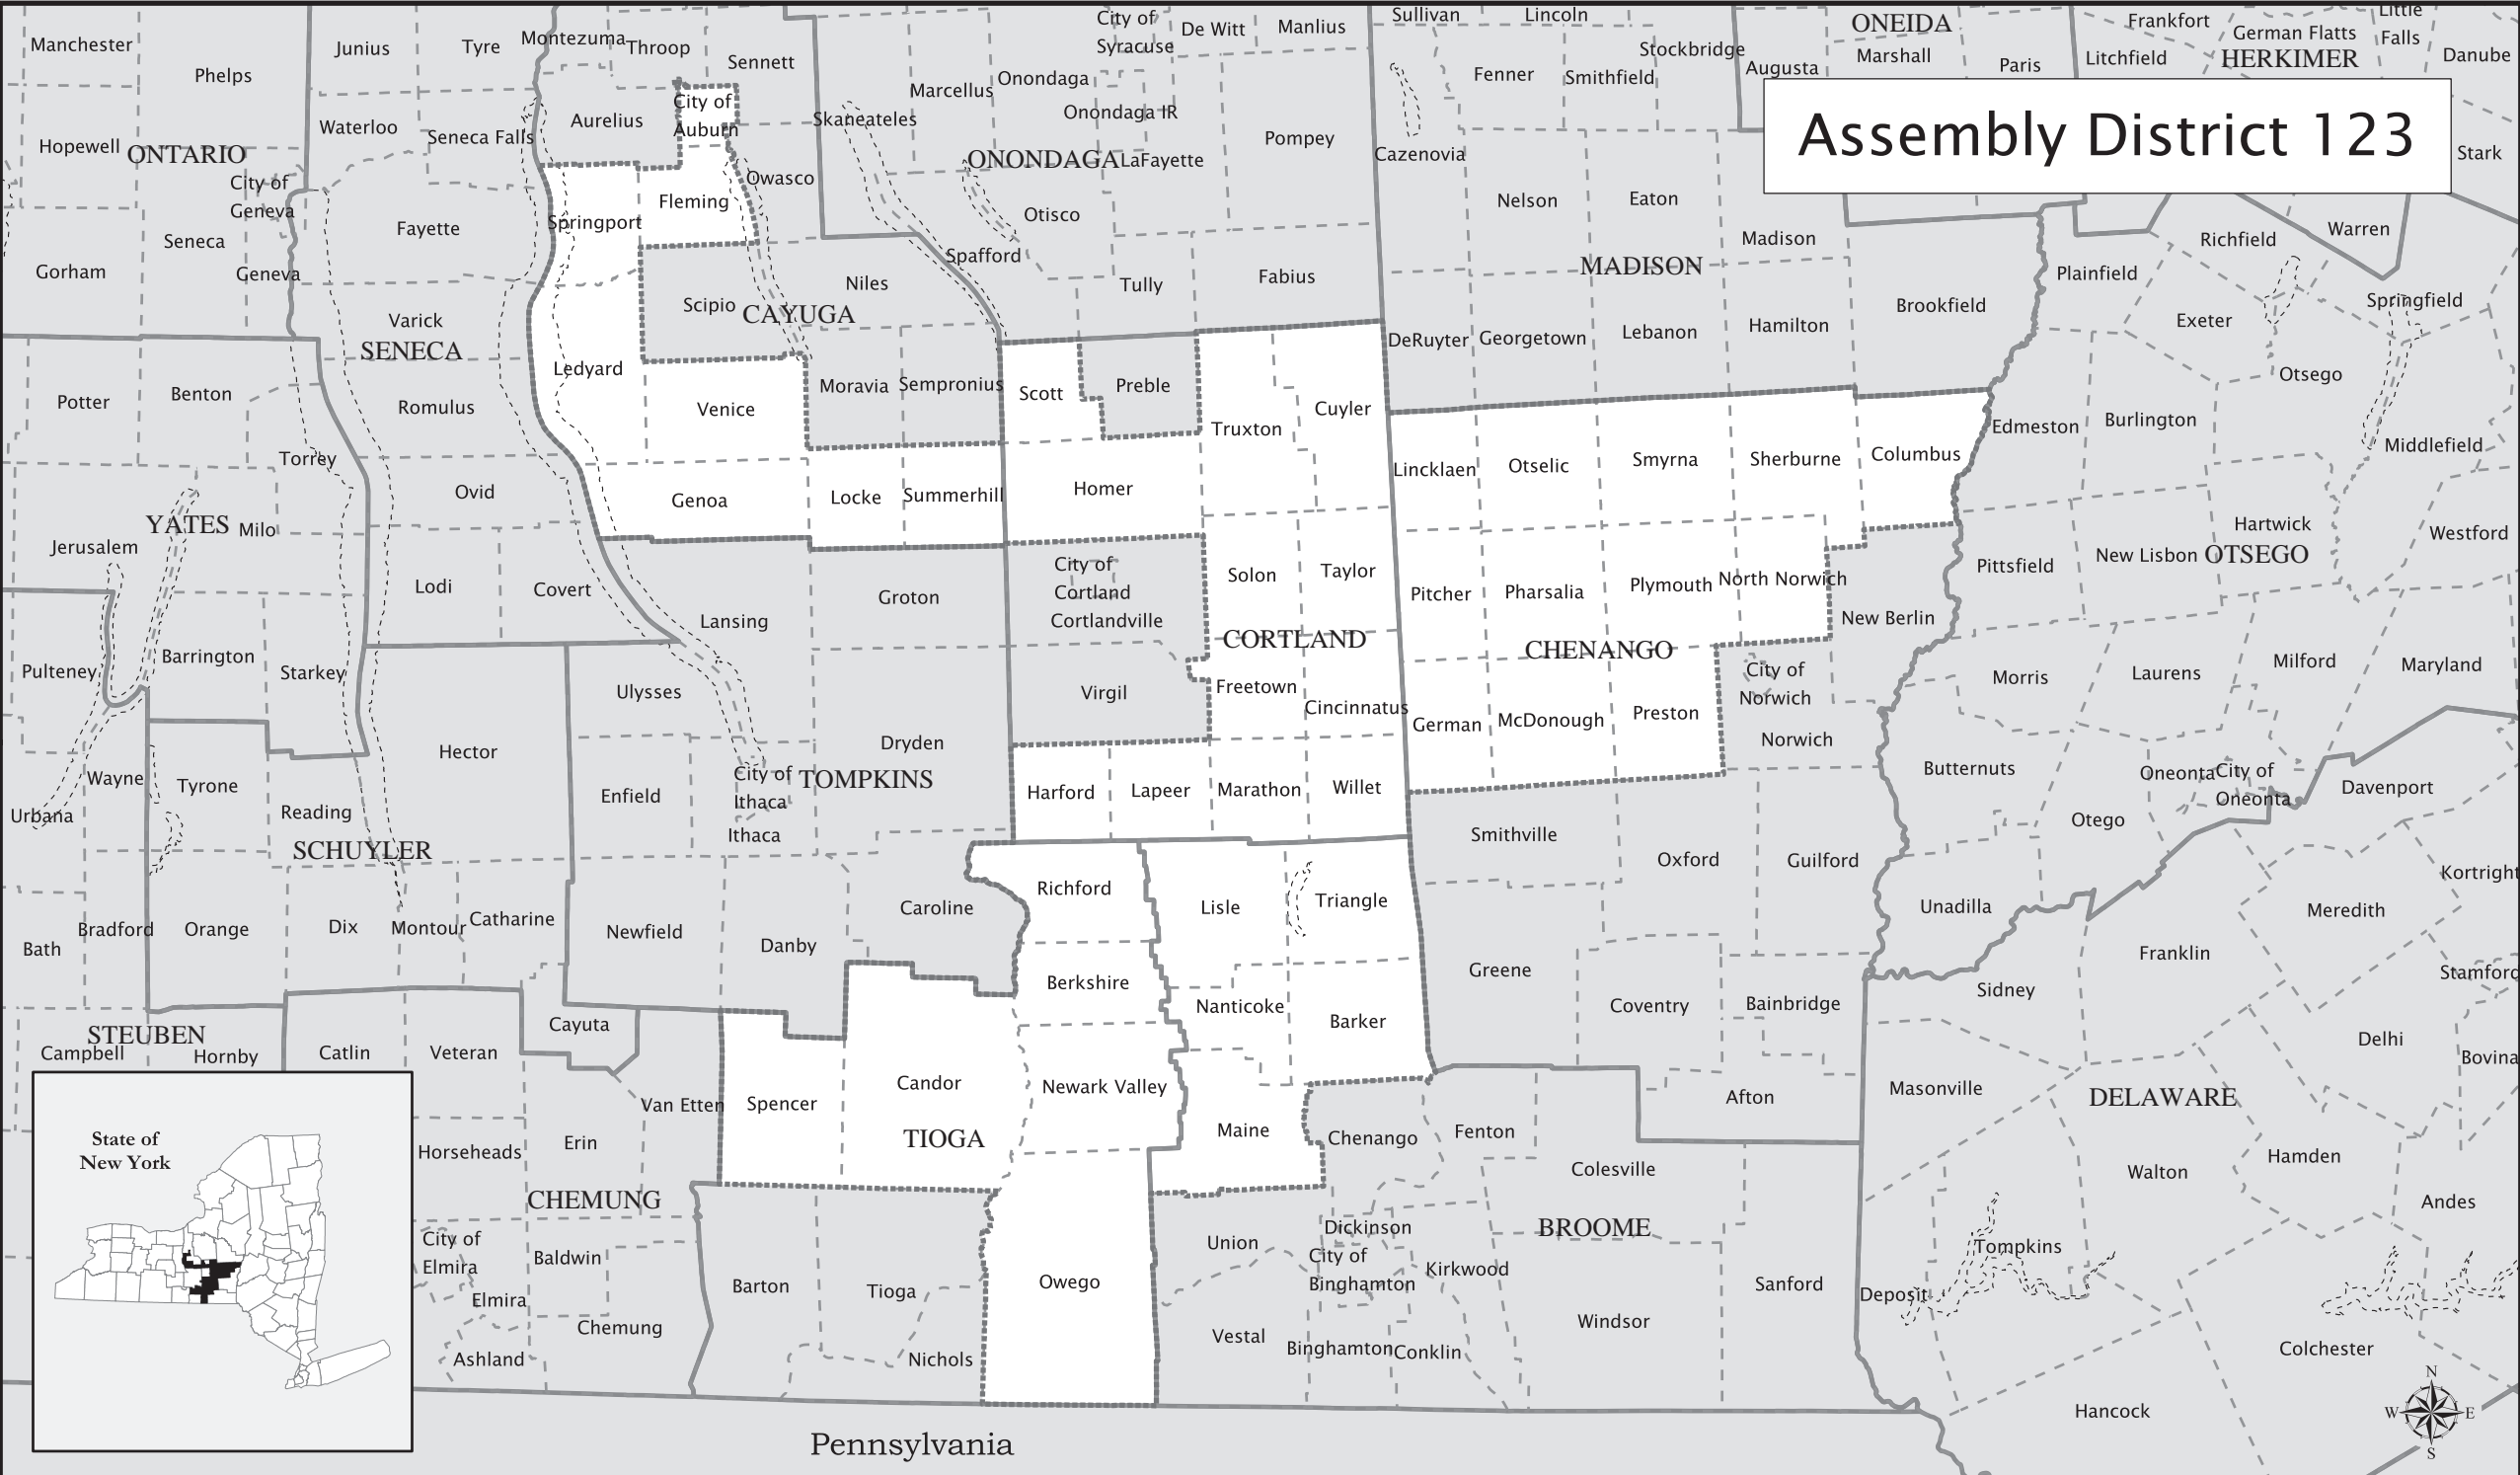 Assembly District 123
Manchester
Phelps
Junius
Tyre
Montezuma
Throop
Sennett
City of
Syracuse
De Witt
Manlius
Sullivan
Lincoln
Stockbridge
ONEIDA
Marshall
Augusta
Paris
Frankfort
Litchfield
German Flatts
HERKIMER
Little
Falls
Danube
Stark
Hopewell
ONTARIO
City of
Geneva
Waterloo
Seneca Falls
Aurelius
City of
Auburn
Skaneateles
Marcellus
Onondaga
Onondaga IR
ONONDAGA
LaFayette
Pompey
Fenner
Smithfield
Cazenovia
Nelson
Eaton
Madison
Warren
Richfield
Seneca
Gorham
Geneva
Fayette
Springport
Fleming
Owasco
Otisco
Spafford
Tully
Fabius
MADISON
Plainfield
Springfield
Varick
SENECA
Scipio
CAYUGA
Niles
DeRuyter
Georgetown
Lebanon
Hamilton
Brookfield
Exeter
Otsego
Potter
Benton
Romulus
Ledyard
Venice
Moravia
Sempronius
Scott
Preble
Truxton
Cuyler
Edmeston
Burlington
Middlefield
Torrey
Ovid
Genoa
Locke
Summerhill
Homer
Lincklaen
Otselic
Smyrna
Sherburne
Columbus
YATES
Milo
Jerusalem
Hartwick
Westford
Lodi
Covert
Lansing
Groton
City of
Cortland
Cortlandville
Solon
Taylor
Pitcher
Pharsalia
Plymouth
North Norwich
New Berlin
Pittsfield
New Lisbon
OTSEGO
Pulteney
Barrington
Starkey
Ulysses
Virgil
CORTLAND
Freetown
Cincinnatus
CHENANGO
German
McDonough
Preston
City of
Norwich
Norwich
Morris
Laurens
Milford
Maryland
Wayne
Tyrone
Hector
Enfield
City of
Ithaca
Ithaca
TOMPKINS
Dryden
Harford
Lapeer
Marathon
Willet
Butternuts
Oneonta
City of
Oneonta
Davenport
Urbana
Reading
SCHUYLER
Smithville
Oxford
Guilford
Otego
Kortright
Bath
Bradford
Orange
Dix
Montour
Catharine
Newfield
Danby
Caroline
Richford
Lisle
Triangle
Unadilla
Meredith
Franklin
Stamford
STEUBEN
Campbell
Hornby
Catlin
Veteran
Cayuta
Berkshire
Nanticoke
Barker
Greene
Coventry
Bainbridge
Sidney
Delhi
Bovina
Van Etten
Spencer
Candor
Newark Valley
Afton
Masonville
DELAWARE
State of
New York
Horseheads
Erin
TIOGA
Maine
Chenango
Fenton
Colesville
Walton
Hamden
CHEMUNG
Andes
City of
Elmira
Baldwin
Union
Dickinson
City of
Binghamton
BROOME
Kirkwood
Tompkins
Elmira
Barton
Tioga
Owego
Sanford
Deposit
Chemung
Ashland
Nichols
Vestal
Binghamton
Conklin
Windsor
Colchester
Hancock
Pennsylvania
N
W
E
S